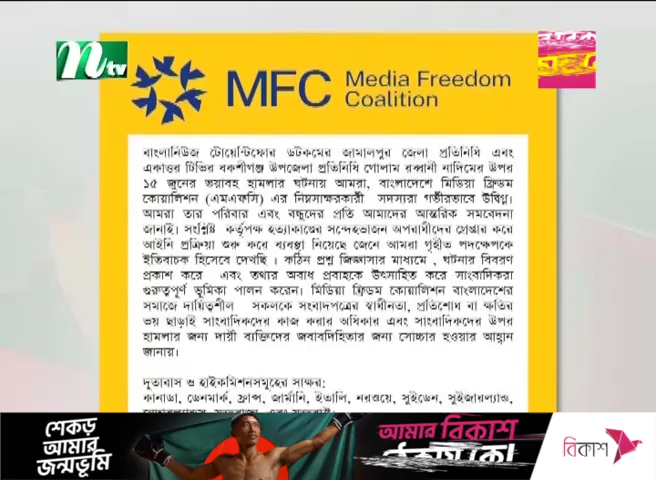 ntv
MFC Media Freedom
Coalition
বাংলানিউজ টোয়েন্টিফোর ডটকমের জামালপুর জেলা প্রতিনিধি এবং
একাত্তর টিভির বকশীগঞ্জ উপজেলা প্রতিনিধি গোলাম রব্বানী নাদিমের উপর
১৫ জুনের ভয়াবহ হামলার ঘটনায় আমরা, বাংলাদেশে মিডিয়া ফ্রিডম
কোয়ালিশন (এমএফসি) এর নিম্নসাক্ষরকারী সদস্যরা গভীরভাবে উদ্বিগ্ন।
আমরা তার পরিবার এবং বন্ধুদের প্রতি আমাদের আন্তরিক সমবেদনা
জানাই। সংশ্লিষ্ট কর্তৃপক্ষ হত্যাকাণ্ডের সন্দেহভাজন অপরাধীদের গ্রেপ্তার করে
আইনি প্রক্রিয়া শুরু করে ব্যবস্থা নিয়েছে জেনে আমরা গৃহীত পদক্ষেপকে
ইতিবাচক হিসেবে দেখছি । কঠিন প্রশ্ন জিজ্ঞাসার মাধ্যমে , ঘটনার বিবরণ
প্রকাশ করে এবং তথ্যর অবাধ প্রবাহকে উৎসাহিত করে সাংবাদিকরা
গুরুত্বপূর্ণ ভূমিকা পালন করেন। মিডিয়া ফ্রিডম কোয়ালিশন বাংলাদেশের
সমাজে দায়িত্বশীল সকলকে সংবাদপত্রের স্বাধীনতা, প্রতিশোধ বা ক্ষতির
ভয় ছাড়াই সাংবাদিকদের কাজ করার অধিকার এবং সাংবাদিকদের উপর
হামলার জন্য দায়ী ব্যক্তিদের জবাবদিহিতার জন্য সোচ্চার হওয়ার আহ্বান
জানায়।
দূতাবাস ও হাইকমিশনসমূহের সাক্ষর:
কানাডা, ডেনমার্ক, ফ্রান্স, জার্মানি, ইতালি, নরওয়ে, সুইডেন, সুইজারল্যান্ড,
শেকড়
আমার
জন্মভূমি
আমার বিকাশ
বিকাশ